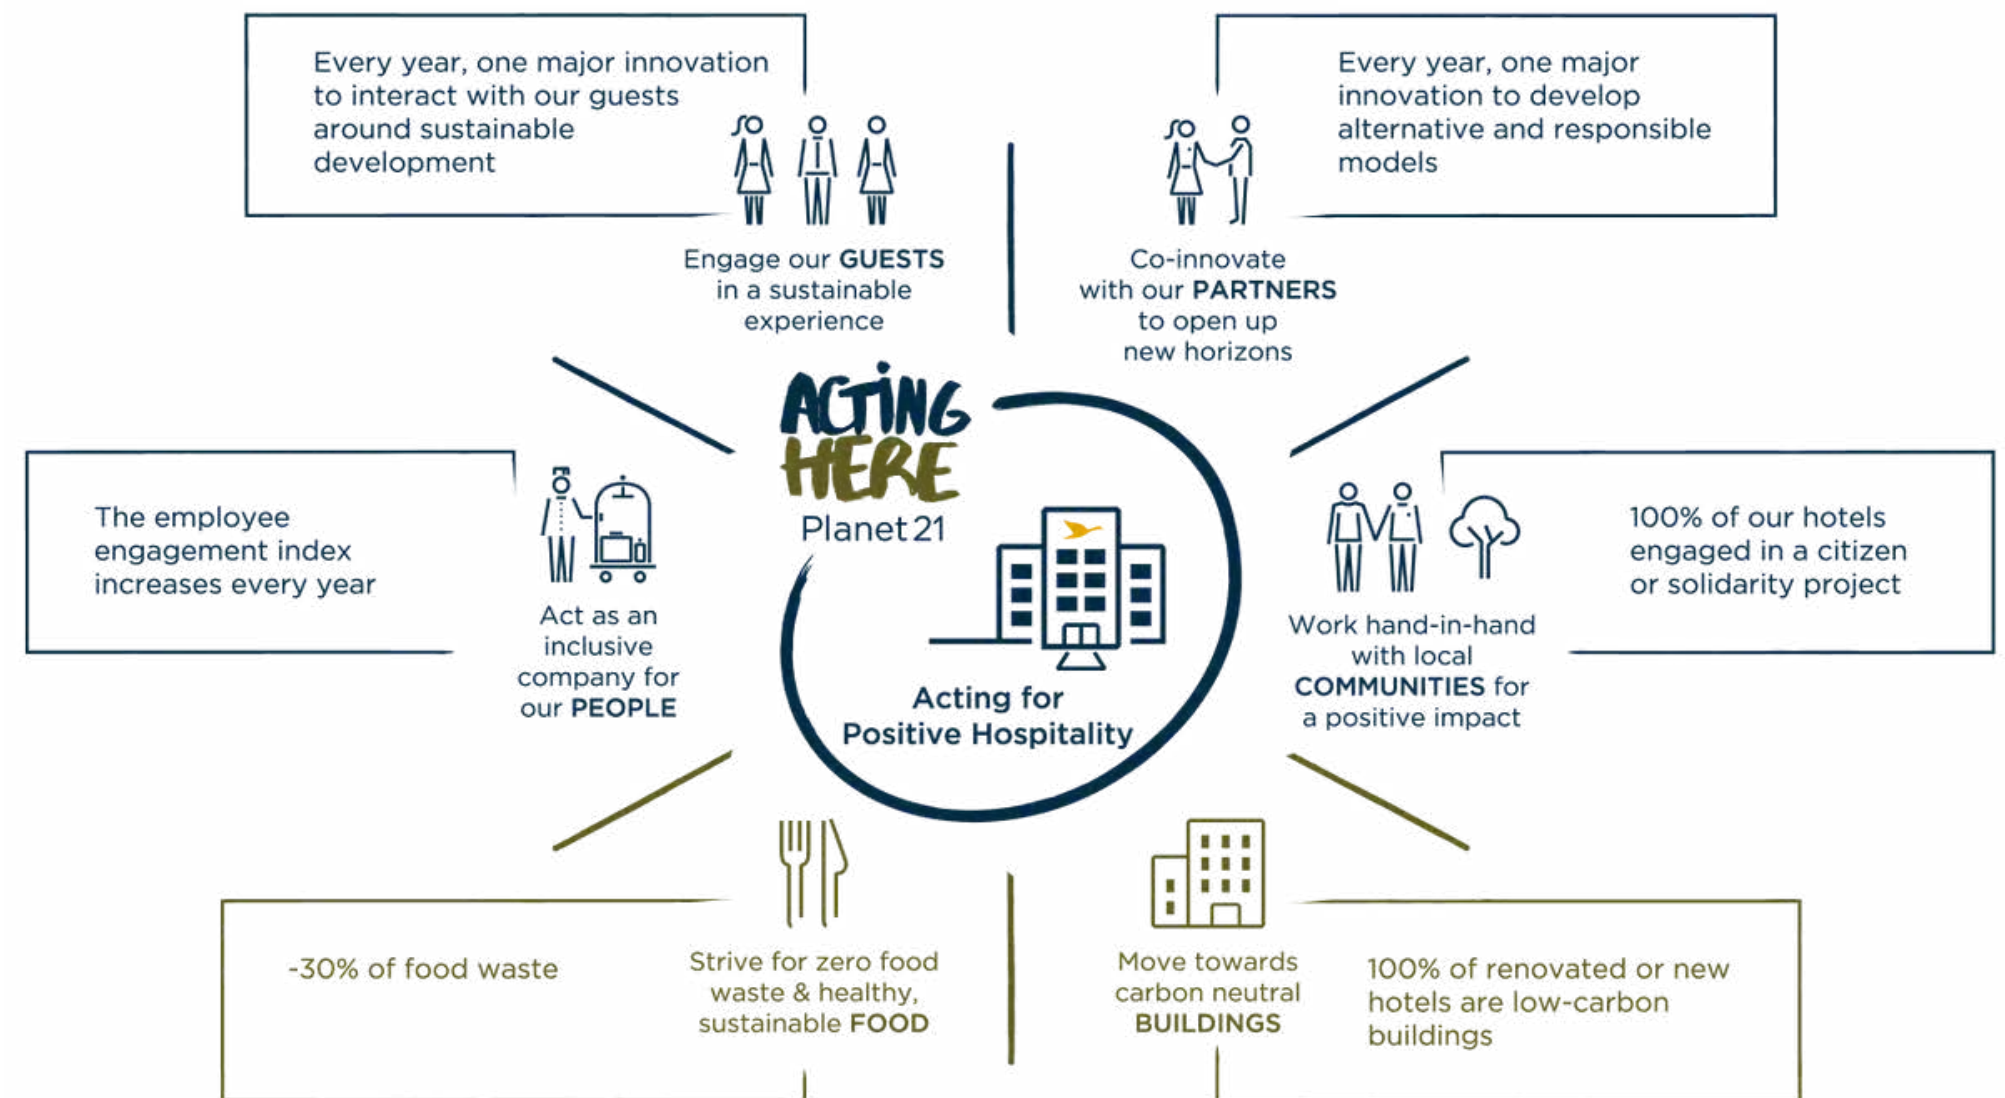 Every year, one major innovation
to interact with our guests
around sustainable
development
Engage our GUESTS
in a sustainable
experience
Every year, one major
innovation to develop
alternative and responsible
models
Co-innovate
with our PARTNERS
to open up
new horizons
The employee
engagement index
increases every year
Act as an
inclusive
company for
our PEOPLE
ACTING
HERE
Planet 21
Acting for
Positive Hospitality
Work hand-in-hand
with local
COMMUNITIES for
a positive impact
100% of our hotels
engaged in a citizen
or solidarity project
-30% of food waste
Strive for zero food
waste & healthy,
sustainable FOOD
Move towards
carbon neutral
BUILDINGS
100% of renovated or new
hotels are low-carbon
buildings